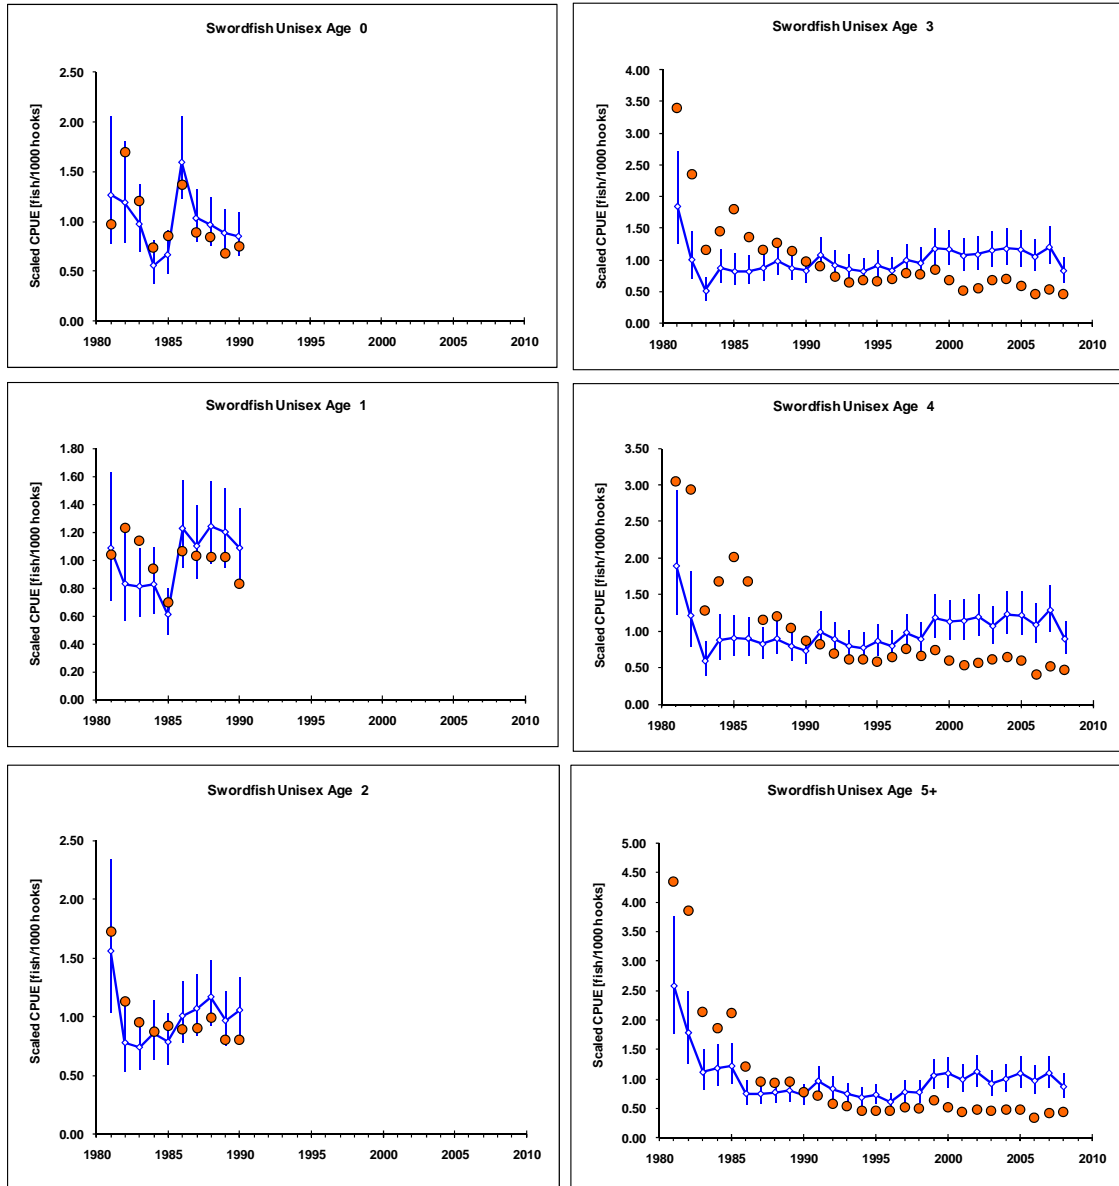 Swordfish Unisex Age 0
Scaled CPUE [fish/1000 hooks]
2.50
2.00
1.50
1.00
0.50
0.00
1980 1985 1990 1995 2000 2005 2010
Swordfish Unisex Age 3
Scaled CPUE [fish/1000 hooks]
4.00
3.50
3.00
2.50
2.00
1.50
1.00
0.50
0.00
1980 1985 1990 1995 2000 2005 2010
Swordfish Unisex Age 1
Scaled CPUE [fish/1000 hooks]
1.80
1.60
1.40
1.20
1.00
0.80
0.60
0.40
0.20
0.00
1980 1985 1990 1995 2000 2005 2010
Swordfish Unisex Age 4
Scaled CPUE [fish/1000 hooks]
3.50
3.00
2.50
2.00
1.50
1.00
0.50
0.00
1980 1985 1990 1995 2000 2005 2010
Swordfish Unisex Age 2
Scaled CPUE [fish/1000 hooks]
2.50
2.00
1.50
1.00
0.50
0.00
1980 1985 1990 1995 2000 2005 2010
Swordfish Unisex Age 5+
Scaled CPUE [fish/1000 hooks]
5.00
4.50
4.00
3.50
3.00
2.50
2.00
1.50
1.00
0.50
0.00
1980 1985 1990 1995 2000 2005 2010